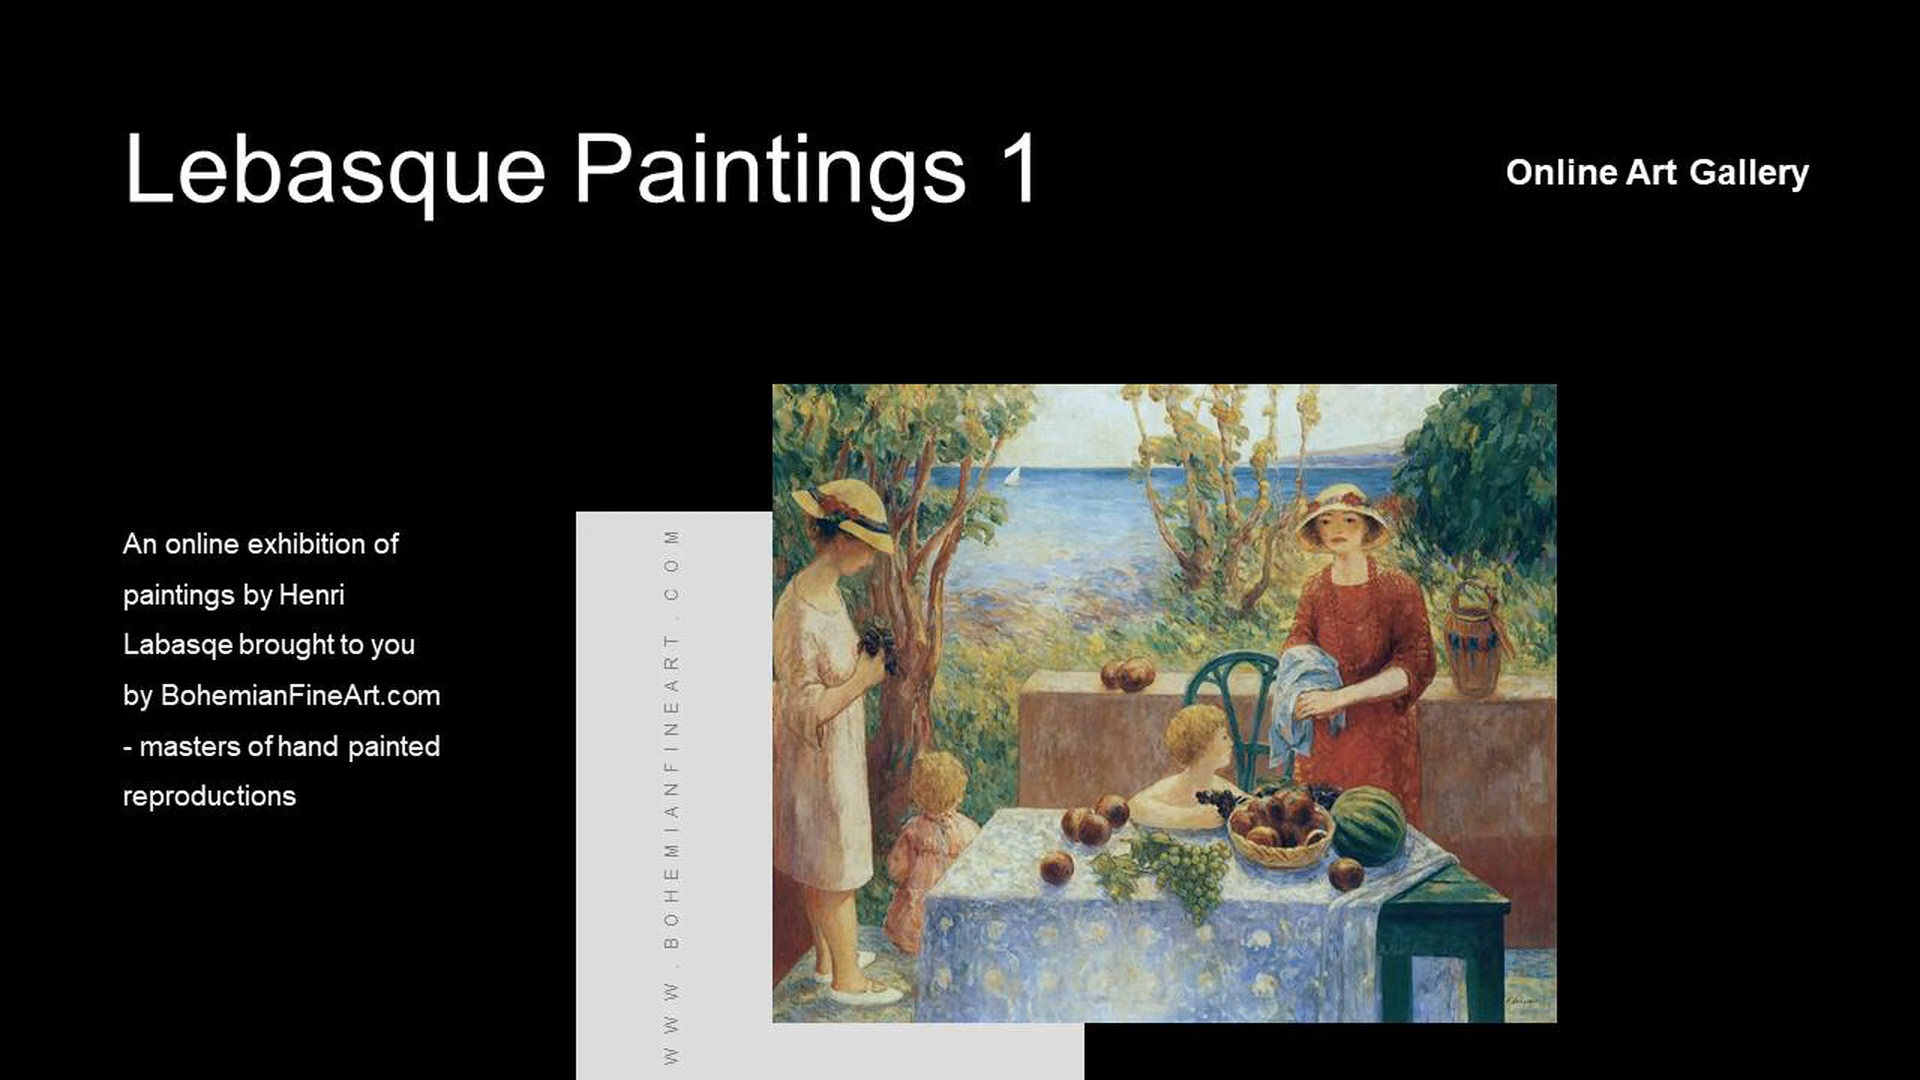 Lebasque Paintings 1
Online Art Gallery
An online exhibition of
paintings by Henri
Labasqe brought to you
by BohemianFineArt.com
- masters of hand painted
reproductions
WWW.BOHEMIANFINEART.COM